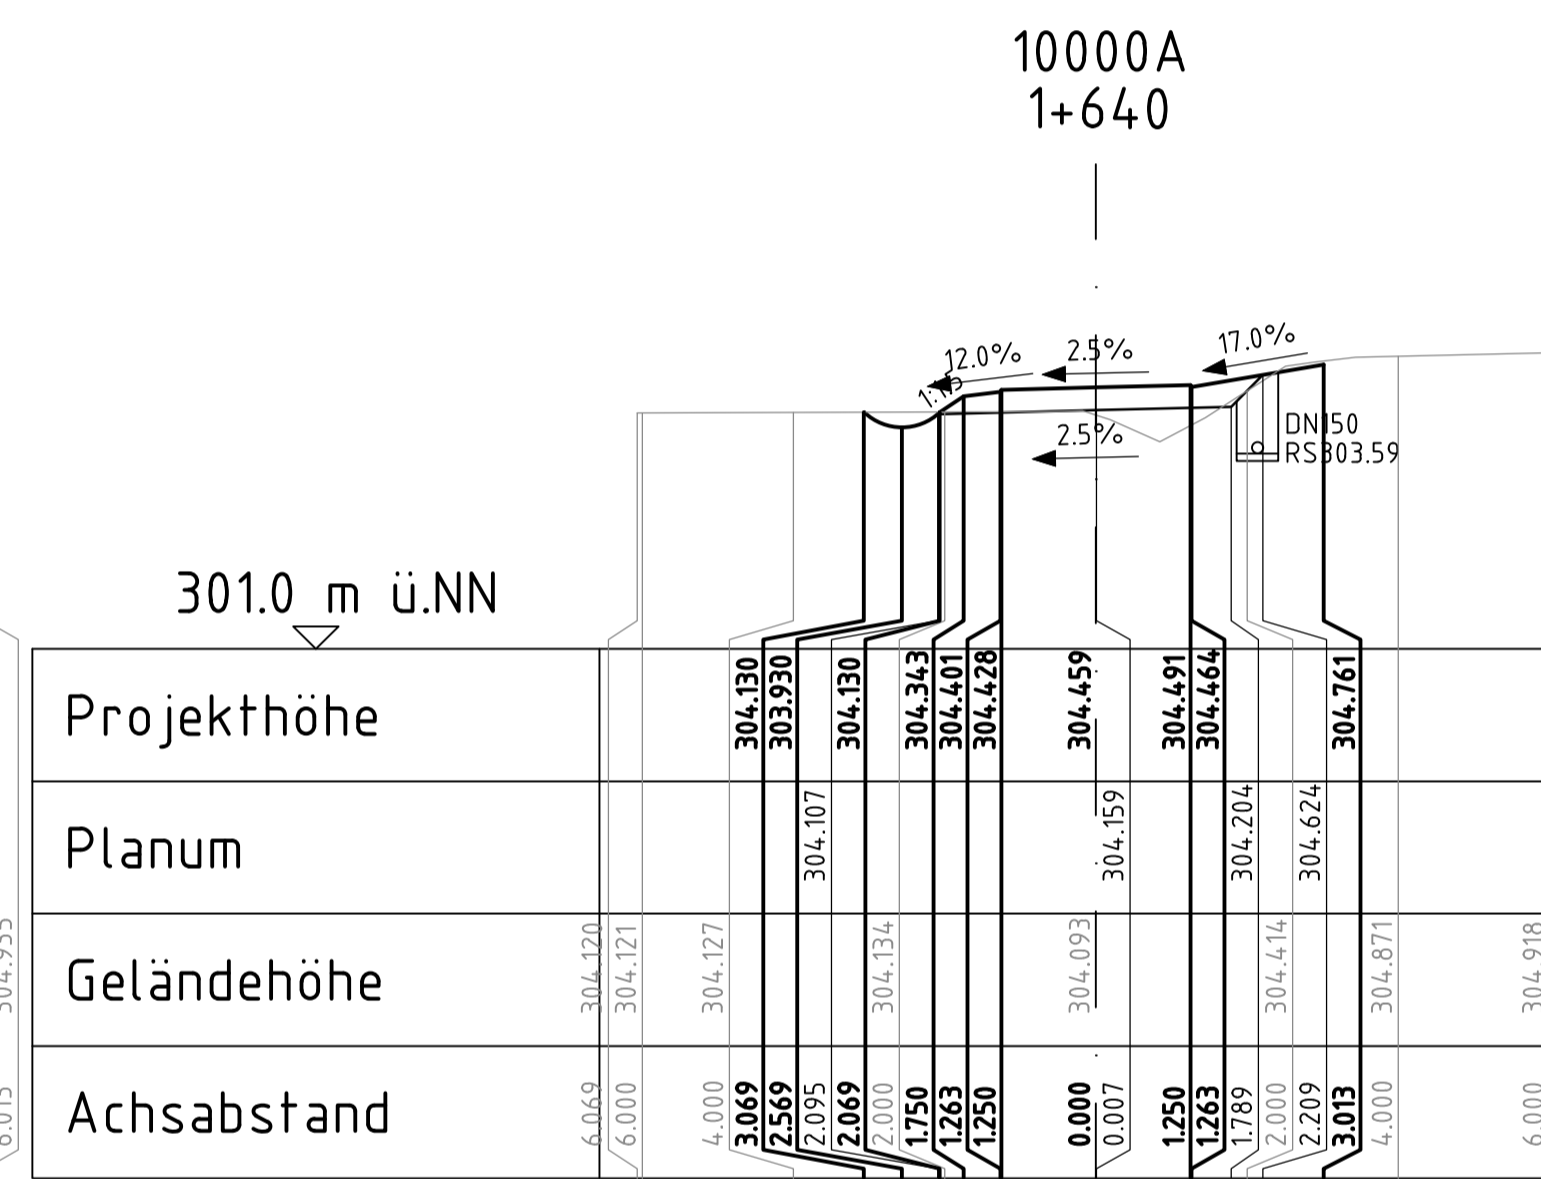 10000A
1+640
12.0%
2.5%
17.0%
1:1.5
2.5%
DN150
RS303.59
301.0 m ü.NN
Projekthöhe
304.130 303.930 304.130 304.343 304.401 304.428 304.459 304.491 304.464 304.761
Planum
304.107 304.159 304.204 304.624
Geländehöhe
304.120 304.121 304.127 304.134 304.093 304.414 304.871 304.918
Achsabstand
6.069 6.000 4.000 3.069 2.569 2.095 2.069 2.000 1.750 1.263 1.250 0.000 0.007 1.250 1.263 1.789 2.000 2.209 3.013 4.000 6.000